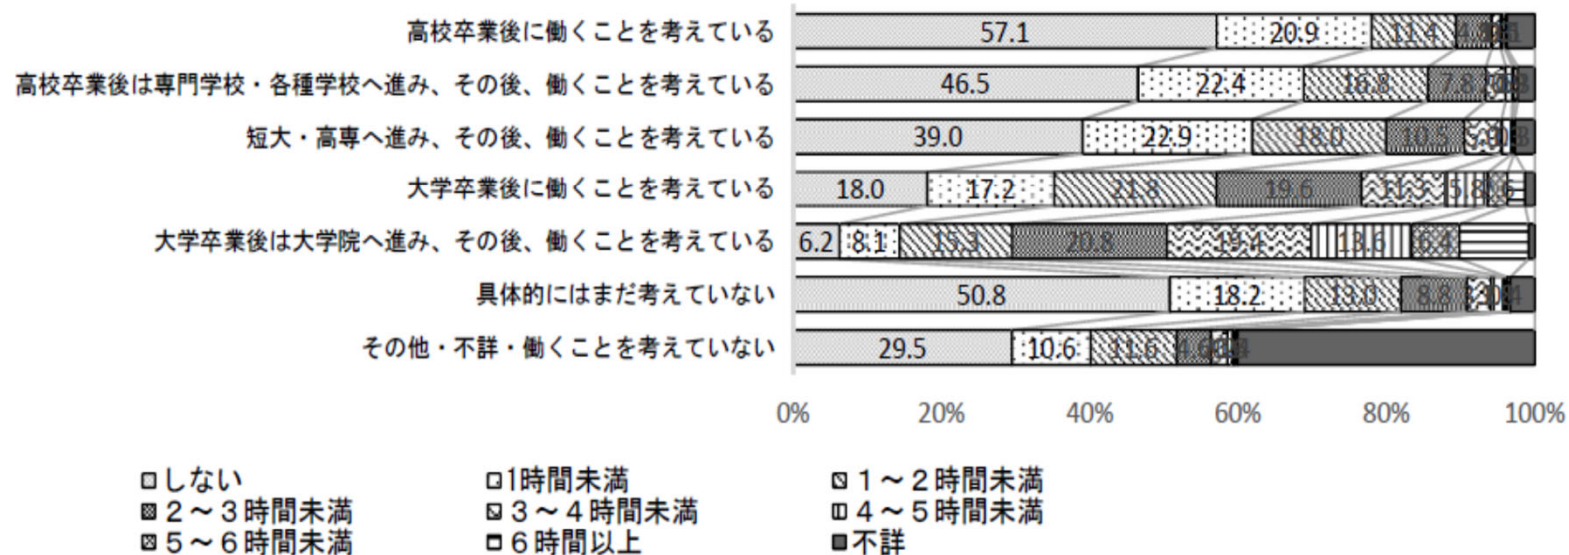 高校卒業後に働くことを考えている 57.1 20.9 11.4
高校卒業後は専門学校・各種学校へ進み、その後、働くことを考えている 46.5 22.4 16.8 7.8
短大・高専へ進み、その後、働くことを考えている 39.0 22.9 18.0 10.5
大学卒業後に働くことを考えている 18.0 17.2 21.8 19.6 11.3 5.8
大学卒業後は大学院へ進み、その後、働くことを考えている 6.2 8.1 15.3 20.8 19.4 13.6 6.4
具体的にはまだ考えていない 50.8 18.2 13.0 8.8
その他・不詳・働くことを考えていない 29.5 10.6 11.6 4.6
0% 20% 40% 60% 80% 100%
しない 1時間未満 1～2時間未満
2～3時間未満 3～4時間未満 4～5時間未満
5～6時間未満 6時間以上 不詳